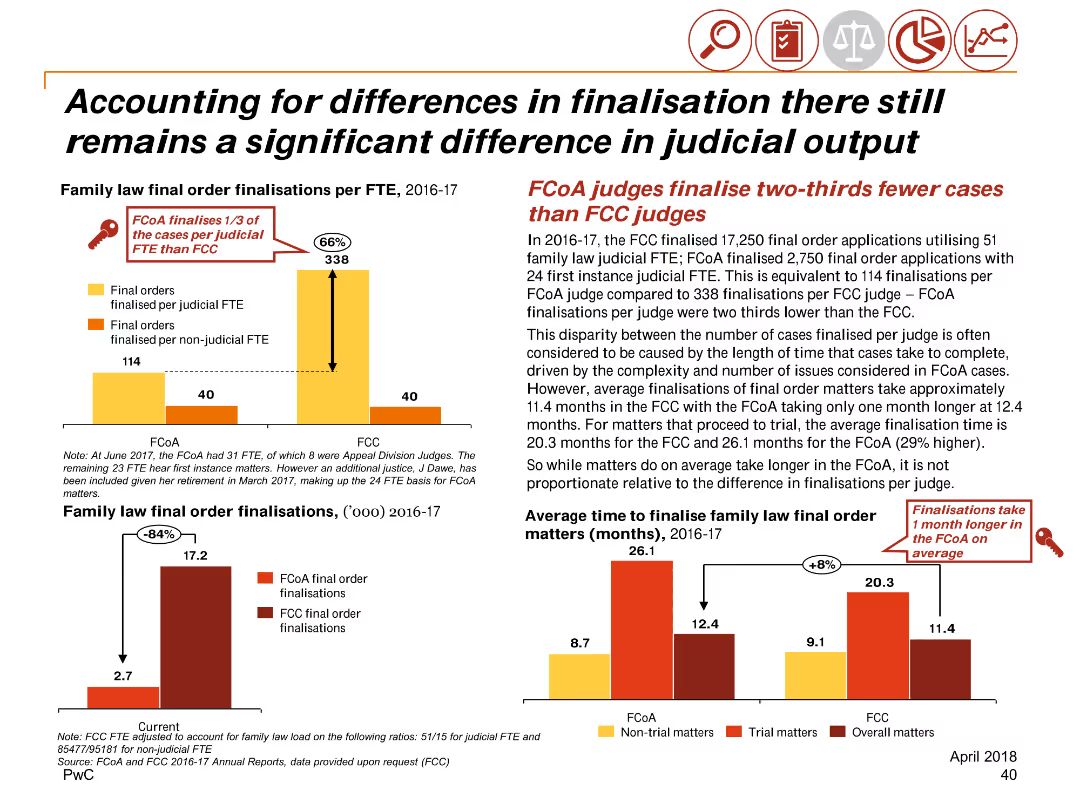 Accounting for differences in finalisation there still
remains a significant difference in judicial output
Family law final order finalisations per FTE, 2016-17
FCoA finalises 1/3 of
the cases per judicial
FTE than FCC
66%
338
Final orders
finalised per judicial FTE
Final orders
finalised per non-judicial FTE
114
40
40
FCoA
FCC
Note: At June 2017, the FCoA had 31 FTE, of which 8 were Appeal Division Judges. The
remaining 23 FTE hear first instance matters. However an additional justice, J Dawe, has
been included given her retirement in March 2017, making up the 24 FTE basis for FCoA
matters.
Family law final order finalisations, ('000) 2016-17
-84%
17.2
FCoA final order
finalisations
FCC final order
finalisations
2.7
Current
Note: FCC FTE adjusted to account for family law load on the following ratios: 51/15 for judicial FTE and
85477/95181 for non-judicial FTE
Source: FCoA and FCC 2016-17 Annual Reports, data provided upon request (FCC)
PwC
FCoA judges finalise two-thirds fewer cases
than FCC judges
In 2016-17, the FCC finalised 17,250 final order applications utilising 51
family law judicial FTE; FCoA finalised 2,750 final order applications with
24 first instance judicial FTE. This is equivalent to 114 finalisations per
FCoA judge compared to 338 finalisations per FCC judge – FCoA
finalisations per judge were two thirds lower than the FCC.
This disparity between the number of cases finalised per judge is often
considered to be caused by the length of time that cases take to complete,
driven by the complexity and number of issues considered in FCoA cases.
However, average finalisations of final order matters take approximately
11.4 months in the FCC with the FCoA taking only one month longer at 12.4
months. For matters that proceed to trial, the average finalisation time is
20.3 months for the FCC and 26.1 months for the FCoA (29% higher).
So while matters do on average take longer in the FCoA, it is not
proportionate relative to the difference in finalisations per judge.
Average time to finalise family law final order
matters (months), 2016-17
Finalisations take
1 month longer in
the FCoA on
average
26.1
+8%
20.3
12.4
11.4
8.7
9.1
FCoA
FCC
Non-trial matters
Trial matters
Overall matters
April 2018
40